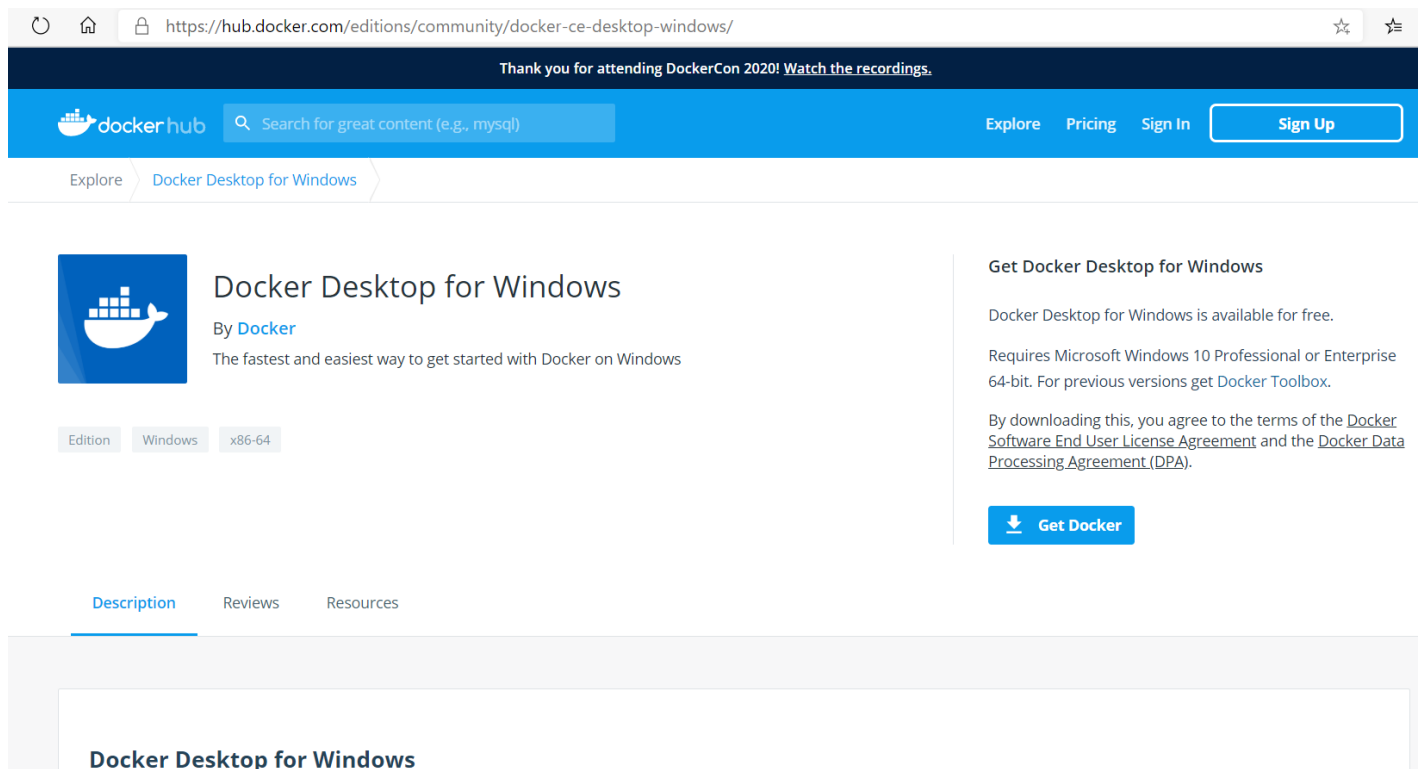 https://hub.docker.com/editions/community/docker-ce-desktop-windows/
Thank you for attending DockerCon 2020! Watch the recordings.
dockerhub
Search for great content (e.g., mysql)
Explore
Pricing
Sign In
Sign Up
Explore
Docker Desktop for Windows
Docker Desktop for Windows
By Docker
The fastest and easiest way to get started with Docker on Windows
Edition
Windows
x86-64
Get Docker Desktop for Windows
Docker Desktop for Windows is available for free.
Requires Microsoft Windows 10 Professional or Enterprise
64-bit. For previous versions get Docker Toolbox.
By downloading this, you agree to the terms of the Docker
Software End User License Agreement and the Docker Data
Processing Agreement (DPA).
Get Docker
Description
Reviews
Resources
Docker Desktop for Windows